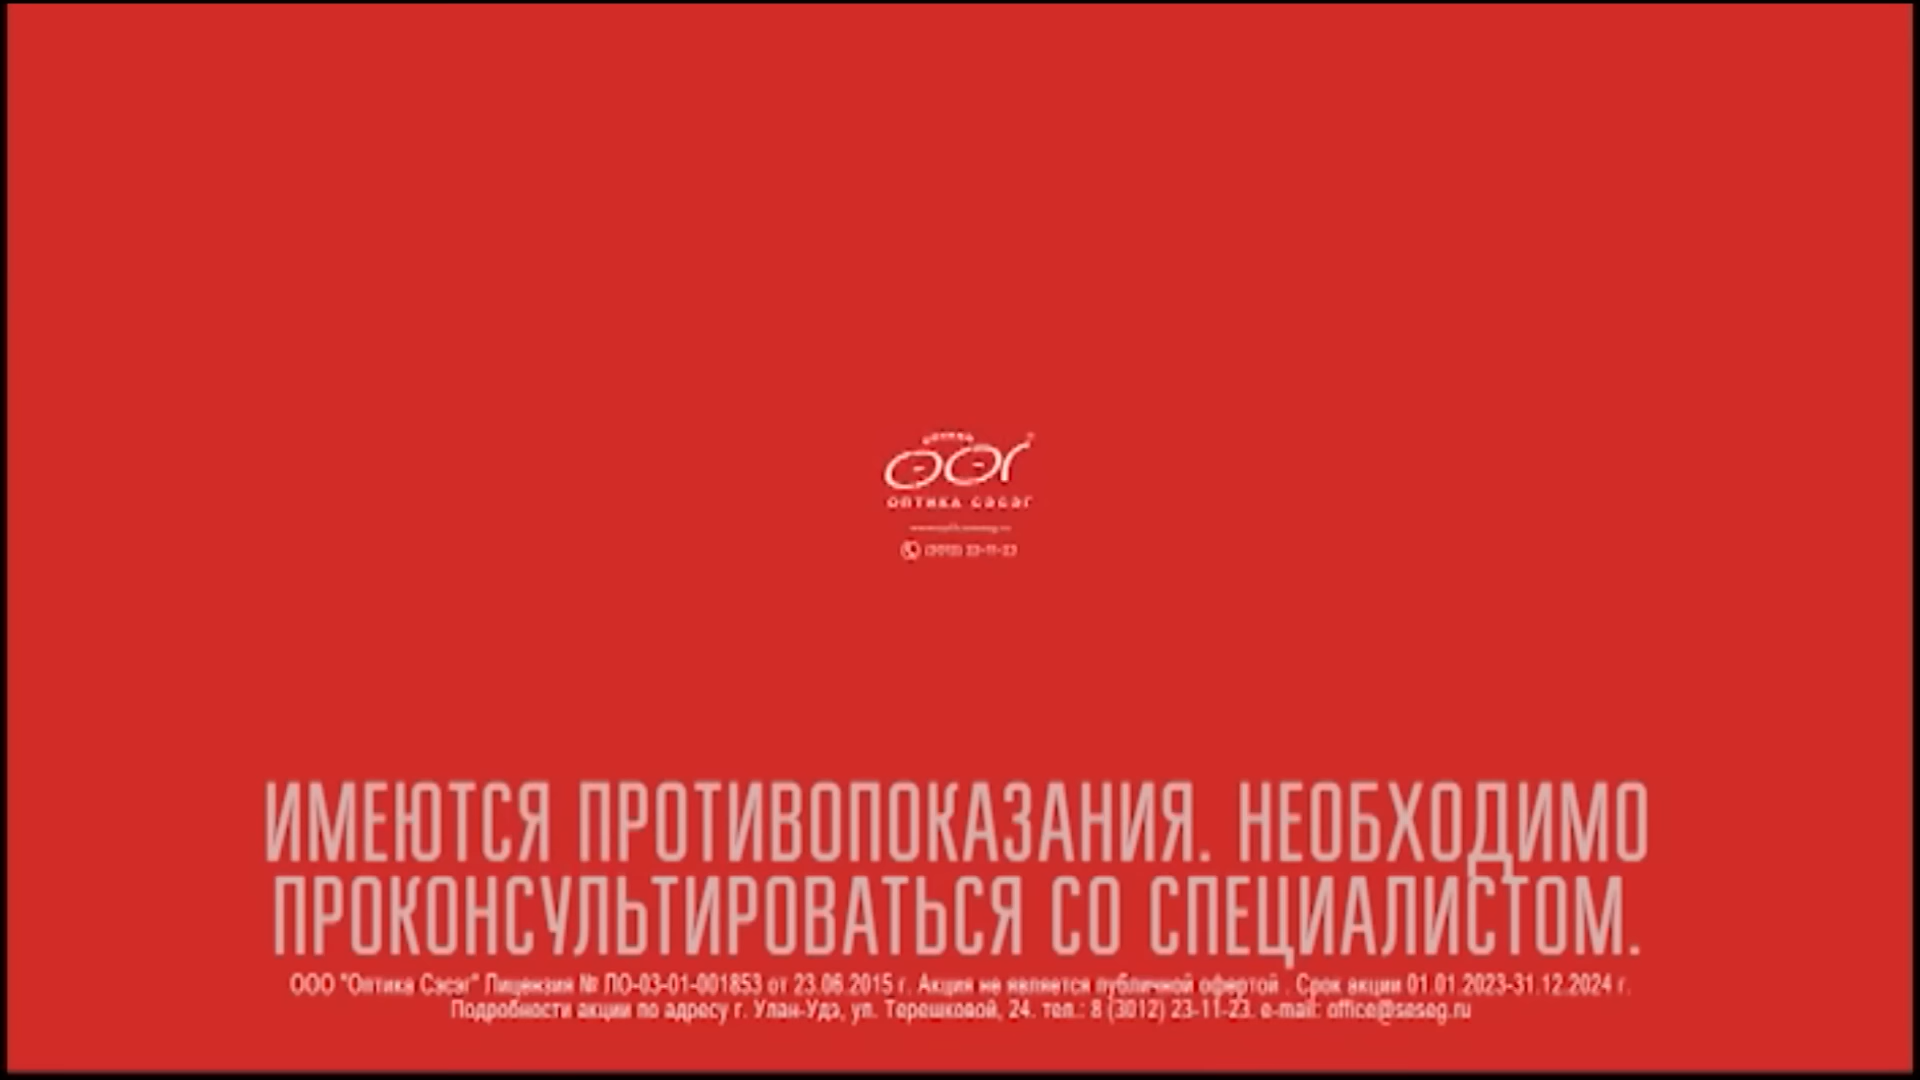 ОПТИКА СЭСЭГ
(3012) 23-11-23
ИМЕЮТСЯ ПРОТИВОПОКАЗАНИЯ. НЕОБХОДИМО
ПРОКОНСУЛЬТИРОВАТЬСЯ СО СПЕЦИАЛИСТОМ.
ООО "Оптика Сэсэг" Лицензия № ЛО-03-01-001853 от 23.06.2015 г. Акция не является публичной офертой . Срок акции 01.01.2023-31.12.2024 г.
Подробности акции по адресу г. Улан-Удэ, ул. Терешковой, 24. тел.: 8 (3012) 23-11-23. e-mail: office@seseg.ru